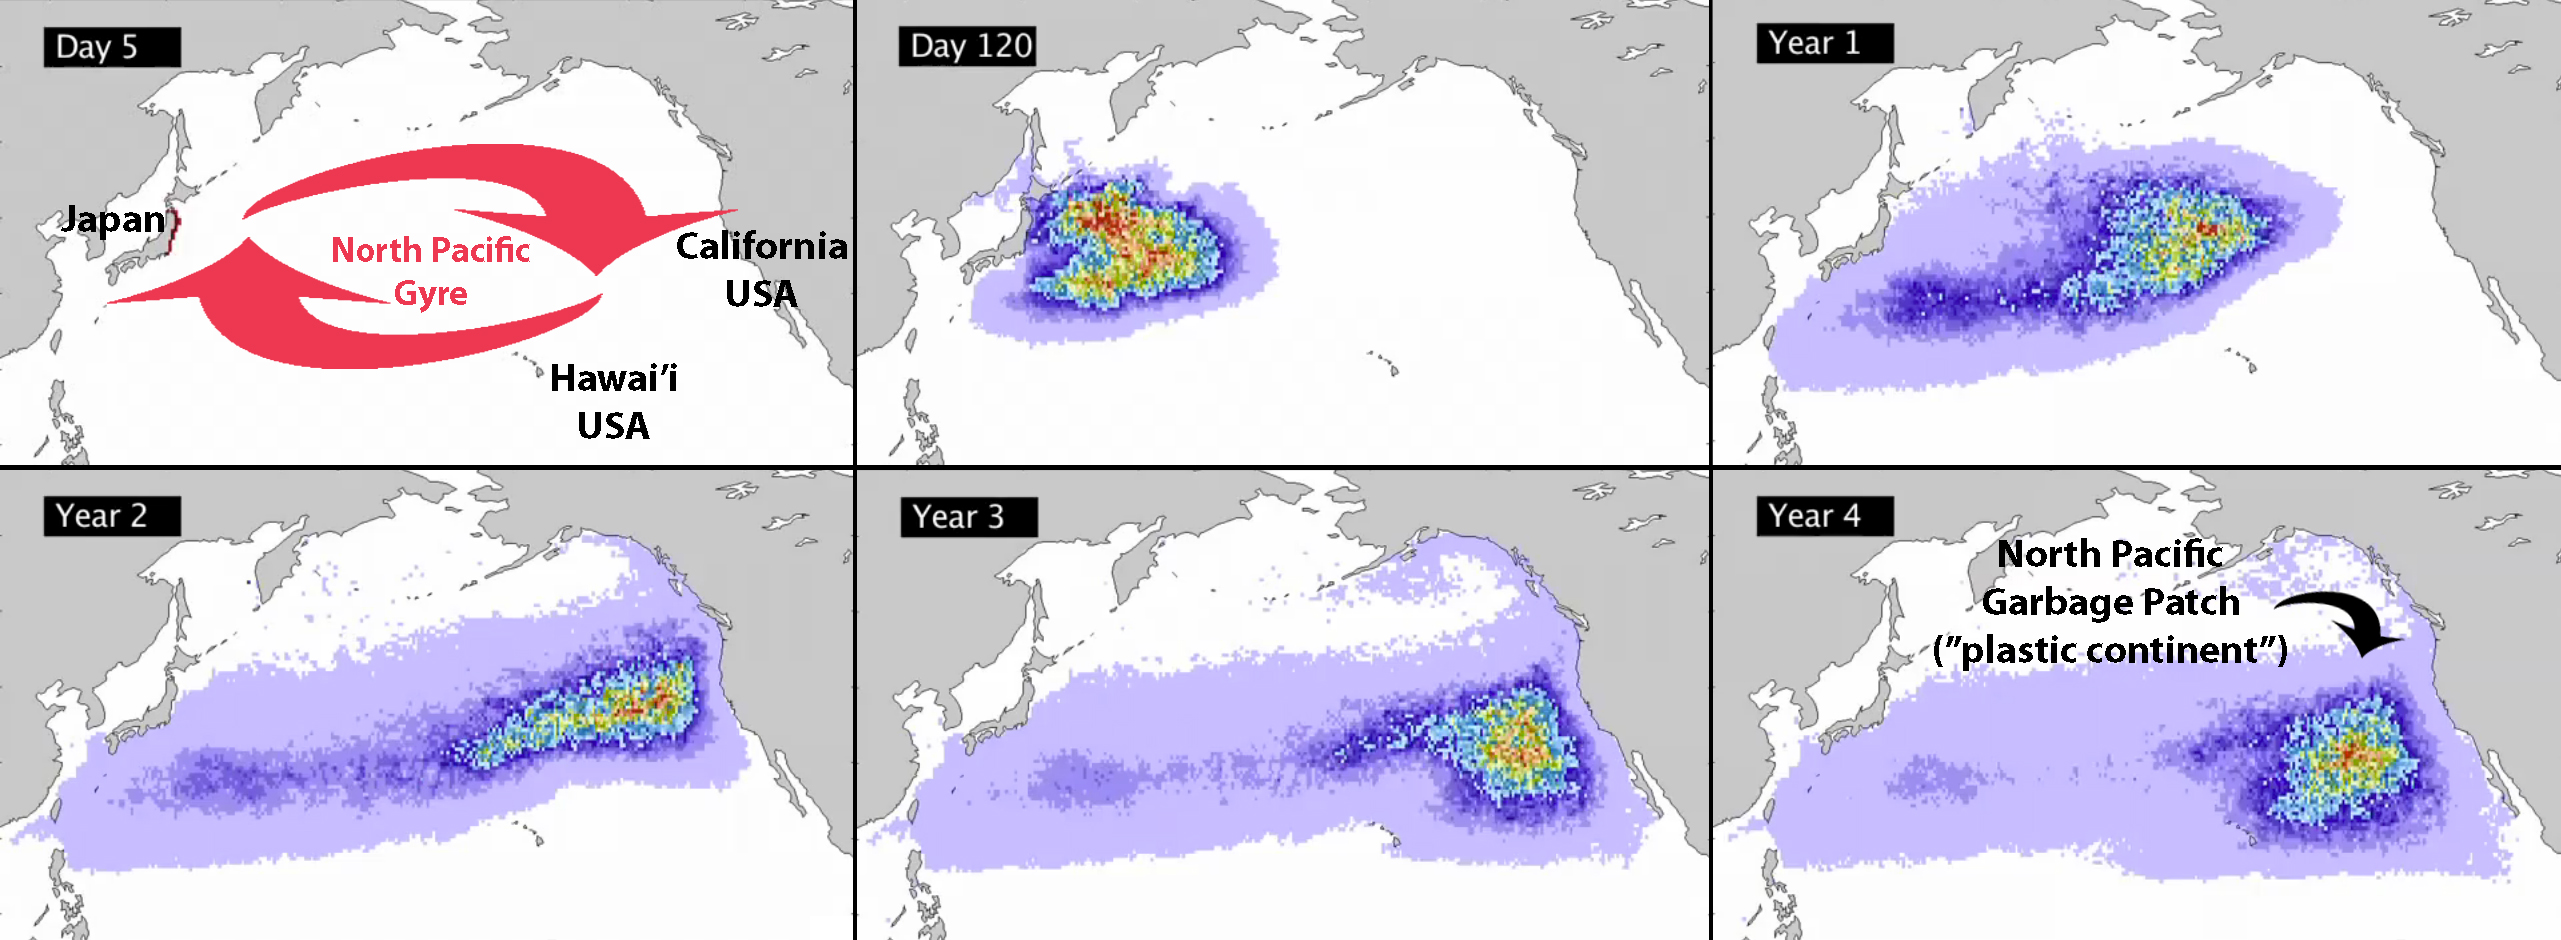 Day 5
Japan
North Pacific
Gyre
California
USA
Hawai’i
USA
Day 120
Year 1
Year 2
Year 3
Year 4
North Pacific
Garbage Patch
(”plastic continent”)